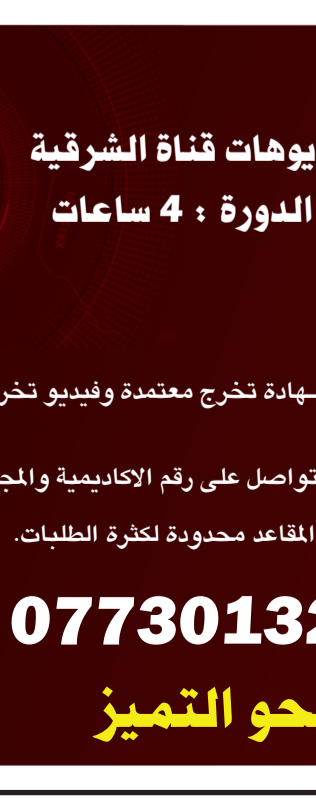 يوهات قناة الشرقية
الدورة : 4 ساعات
ـهادة تخرج معتمدة وفيديو تخر
تواصل على رقم الاكاديمية والمج
المقاعد محدودة لكثرة الطلبات.
07730132
حو التميز